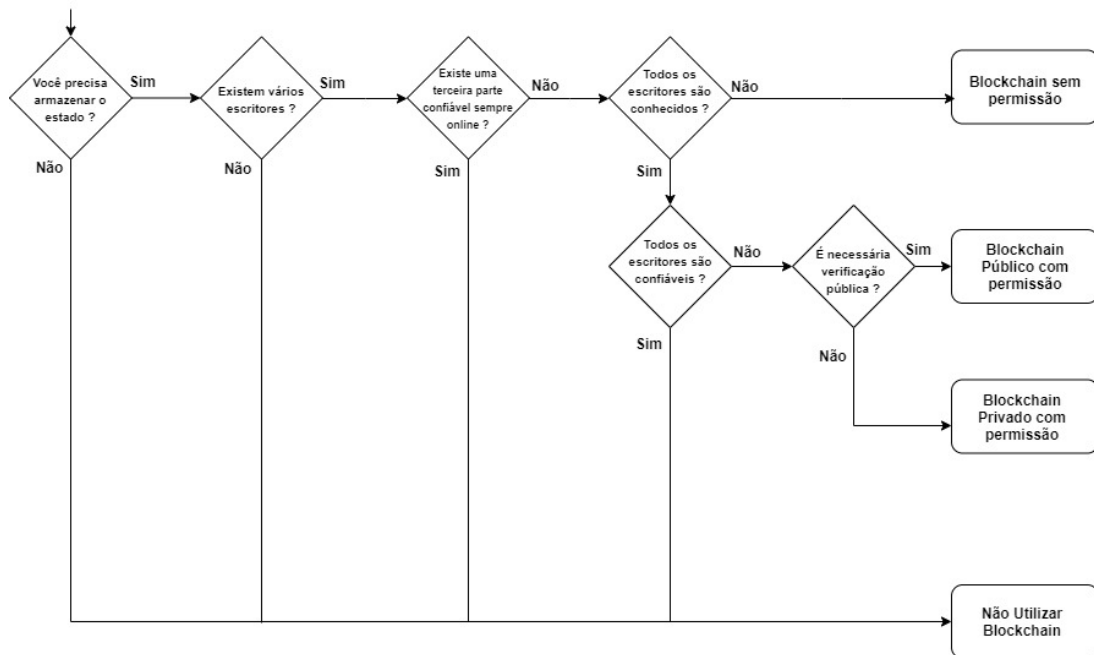 Você precisa
armazenar o
estado ?
Sim
Existem vários
escritores ?
Sim
Existe uma
terceira parte
confiável sempre
online ?
Não
Todos os
escritores são
conhecidos ?
Não
Blockchain sem
permissão
Não
Não
Sim
Sim
Todos os
escritores são
confiáveis ?
Não
É necessária
verificação
pública ?
Sim
Blockchain
Público com
permissão
Sim
Não
Blockchain
Privado com
permissão
Não Utilizar
Blockchain